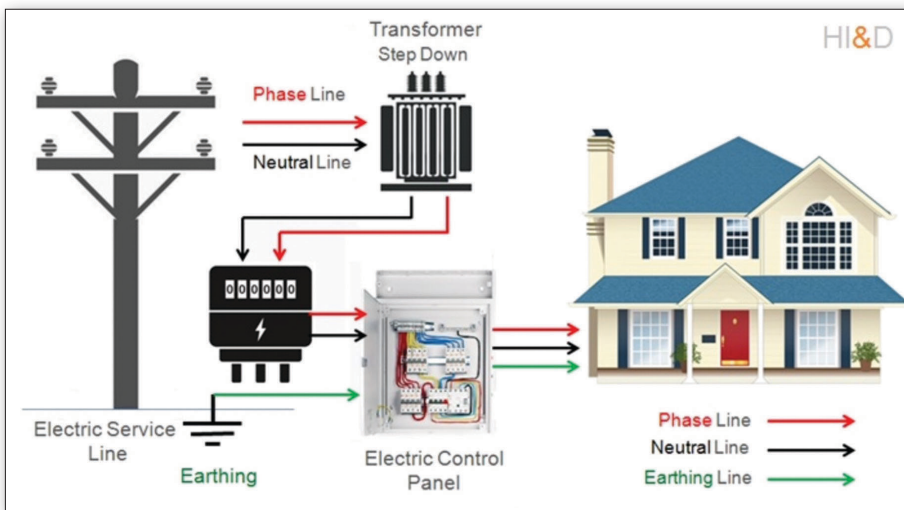 HI&D
Transformer
Step Down
Phase Line
Neutral Line
000000
Electric Service
Line
Earthing
Electric Control
Panel
Phase Line
Neutral Line
Earthing Line